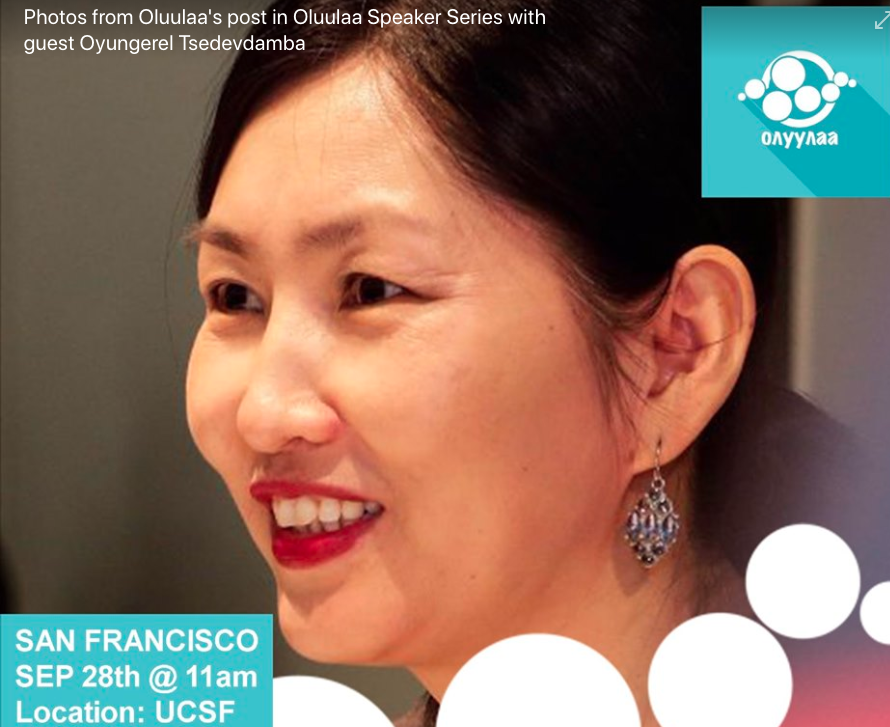 Photos from Oluulaa's post in Oluulaa Speaker Series with
guest Oyungerel Tsedevdamba
олуулаа
SAN FRANCISCO
SEP 28th @ 11am
Location: UCSF